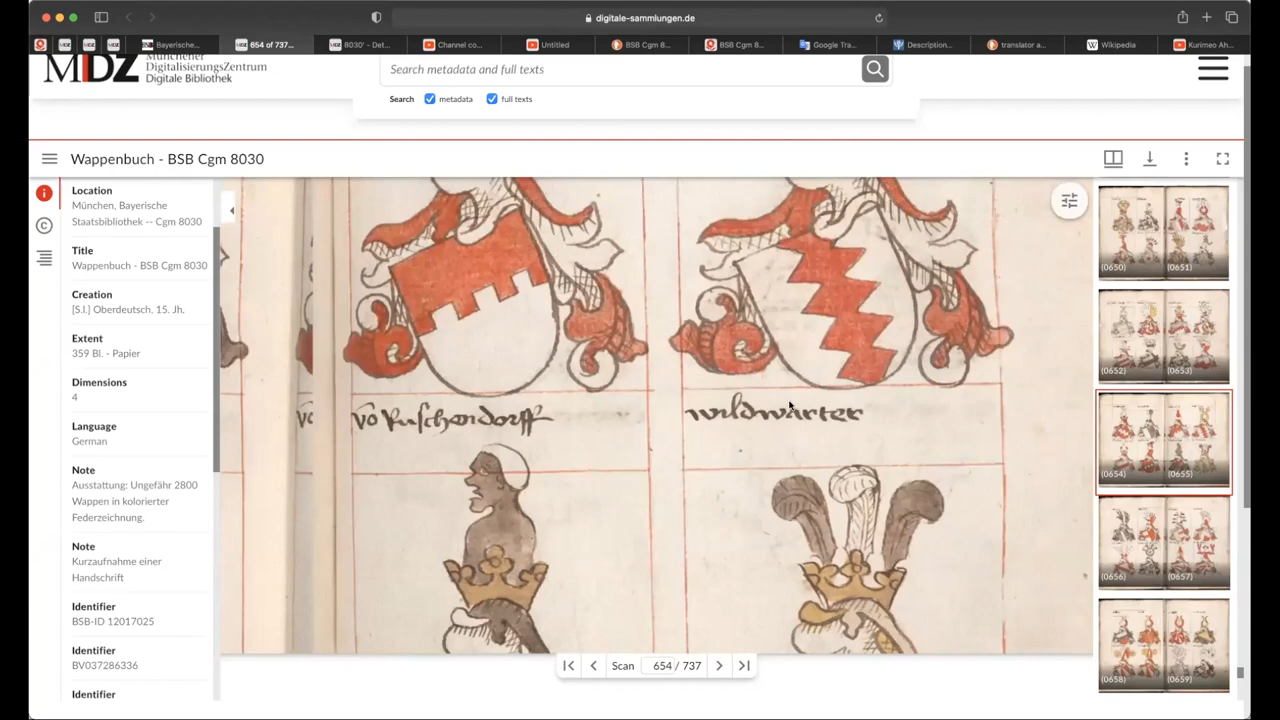 digitale-sammlungen.de
Bayerische...
654 of 737...
8030' - Det...
Channel co...
Untitled
BSB Cgm 8...
BSB Cgm 8...
Google Tra...
Description...
translator a...
Wikipedia
Kurimeo Ah...
MDZ
Münchener
DigitalisierungsZentrum
Digitale Bibliothek
Search metadata and full texts
Search metadata full texts
Wappenbuch - BSB Cgm 8030
Location
München, Bayerische
Staatsbibliothek -- Cgm 8030
Title
Wappenbuch - BSB Cgm 8030
Creation
[S.l.] Oberdeutsch, 15. Jh.
Extent
359 Bl. - Papier
Dimensions
4
Language
German
Note
Ausstattung: Ungefähr 2800
Wappen in kolorierter
Federzeichnung.
Note
Kurzaufnahme einer
Handschrift
Identifier
BSB-ID 12017025
Identifier
BV037286336
Identifier
vō Ruschendorff
wildwarter
(0650) (0651)
(0652) (0653)
(0654) (0655)
(0656) (0657)
(0658) (0659)
Scan 654 / 737